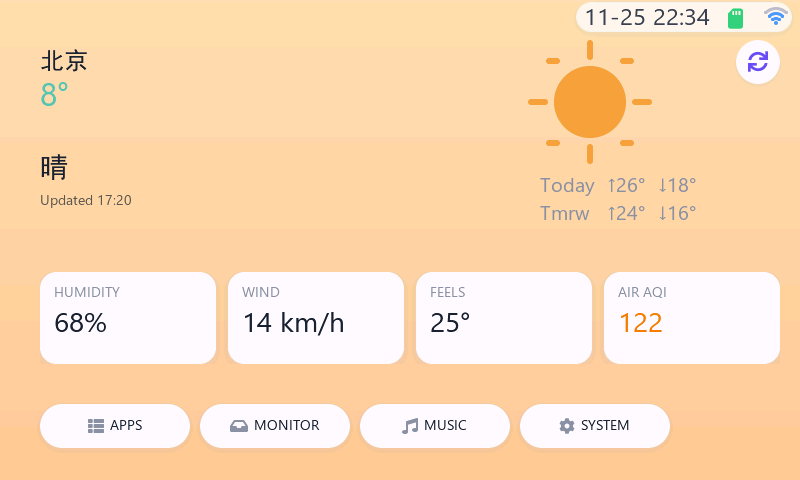 11-25 22:34
北京
8°
晴
Updated 17:20
Today ↑26° ↓18°
Tmrw ↑24° ↓16°
HUMIDITY
68%
WIND
14 km/h
FEELS
25°
AIR AQI
122
APPS
MONITOR
MUSIC
SYSTEM